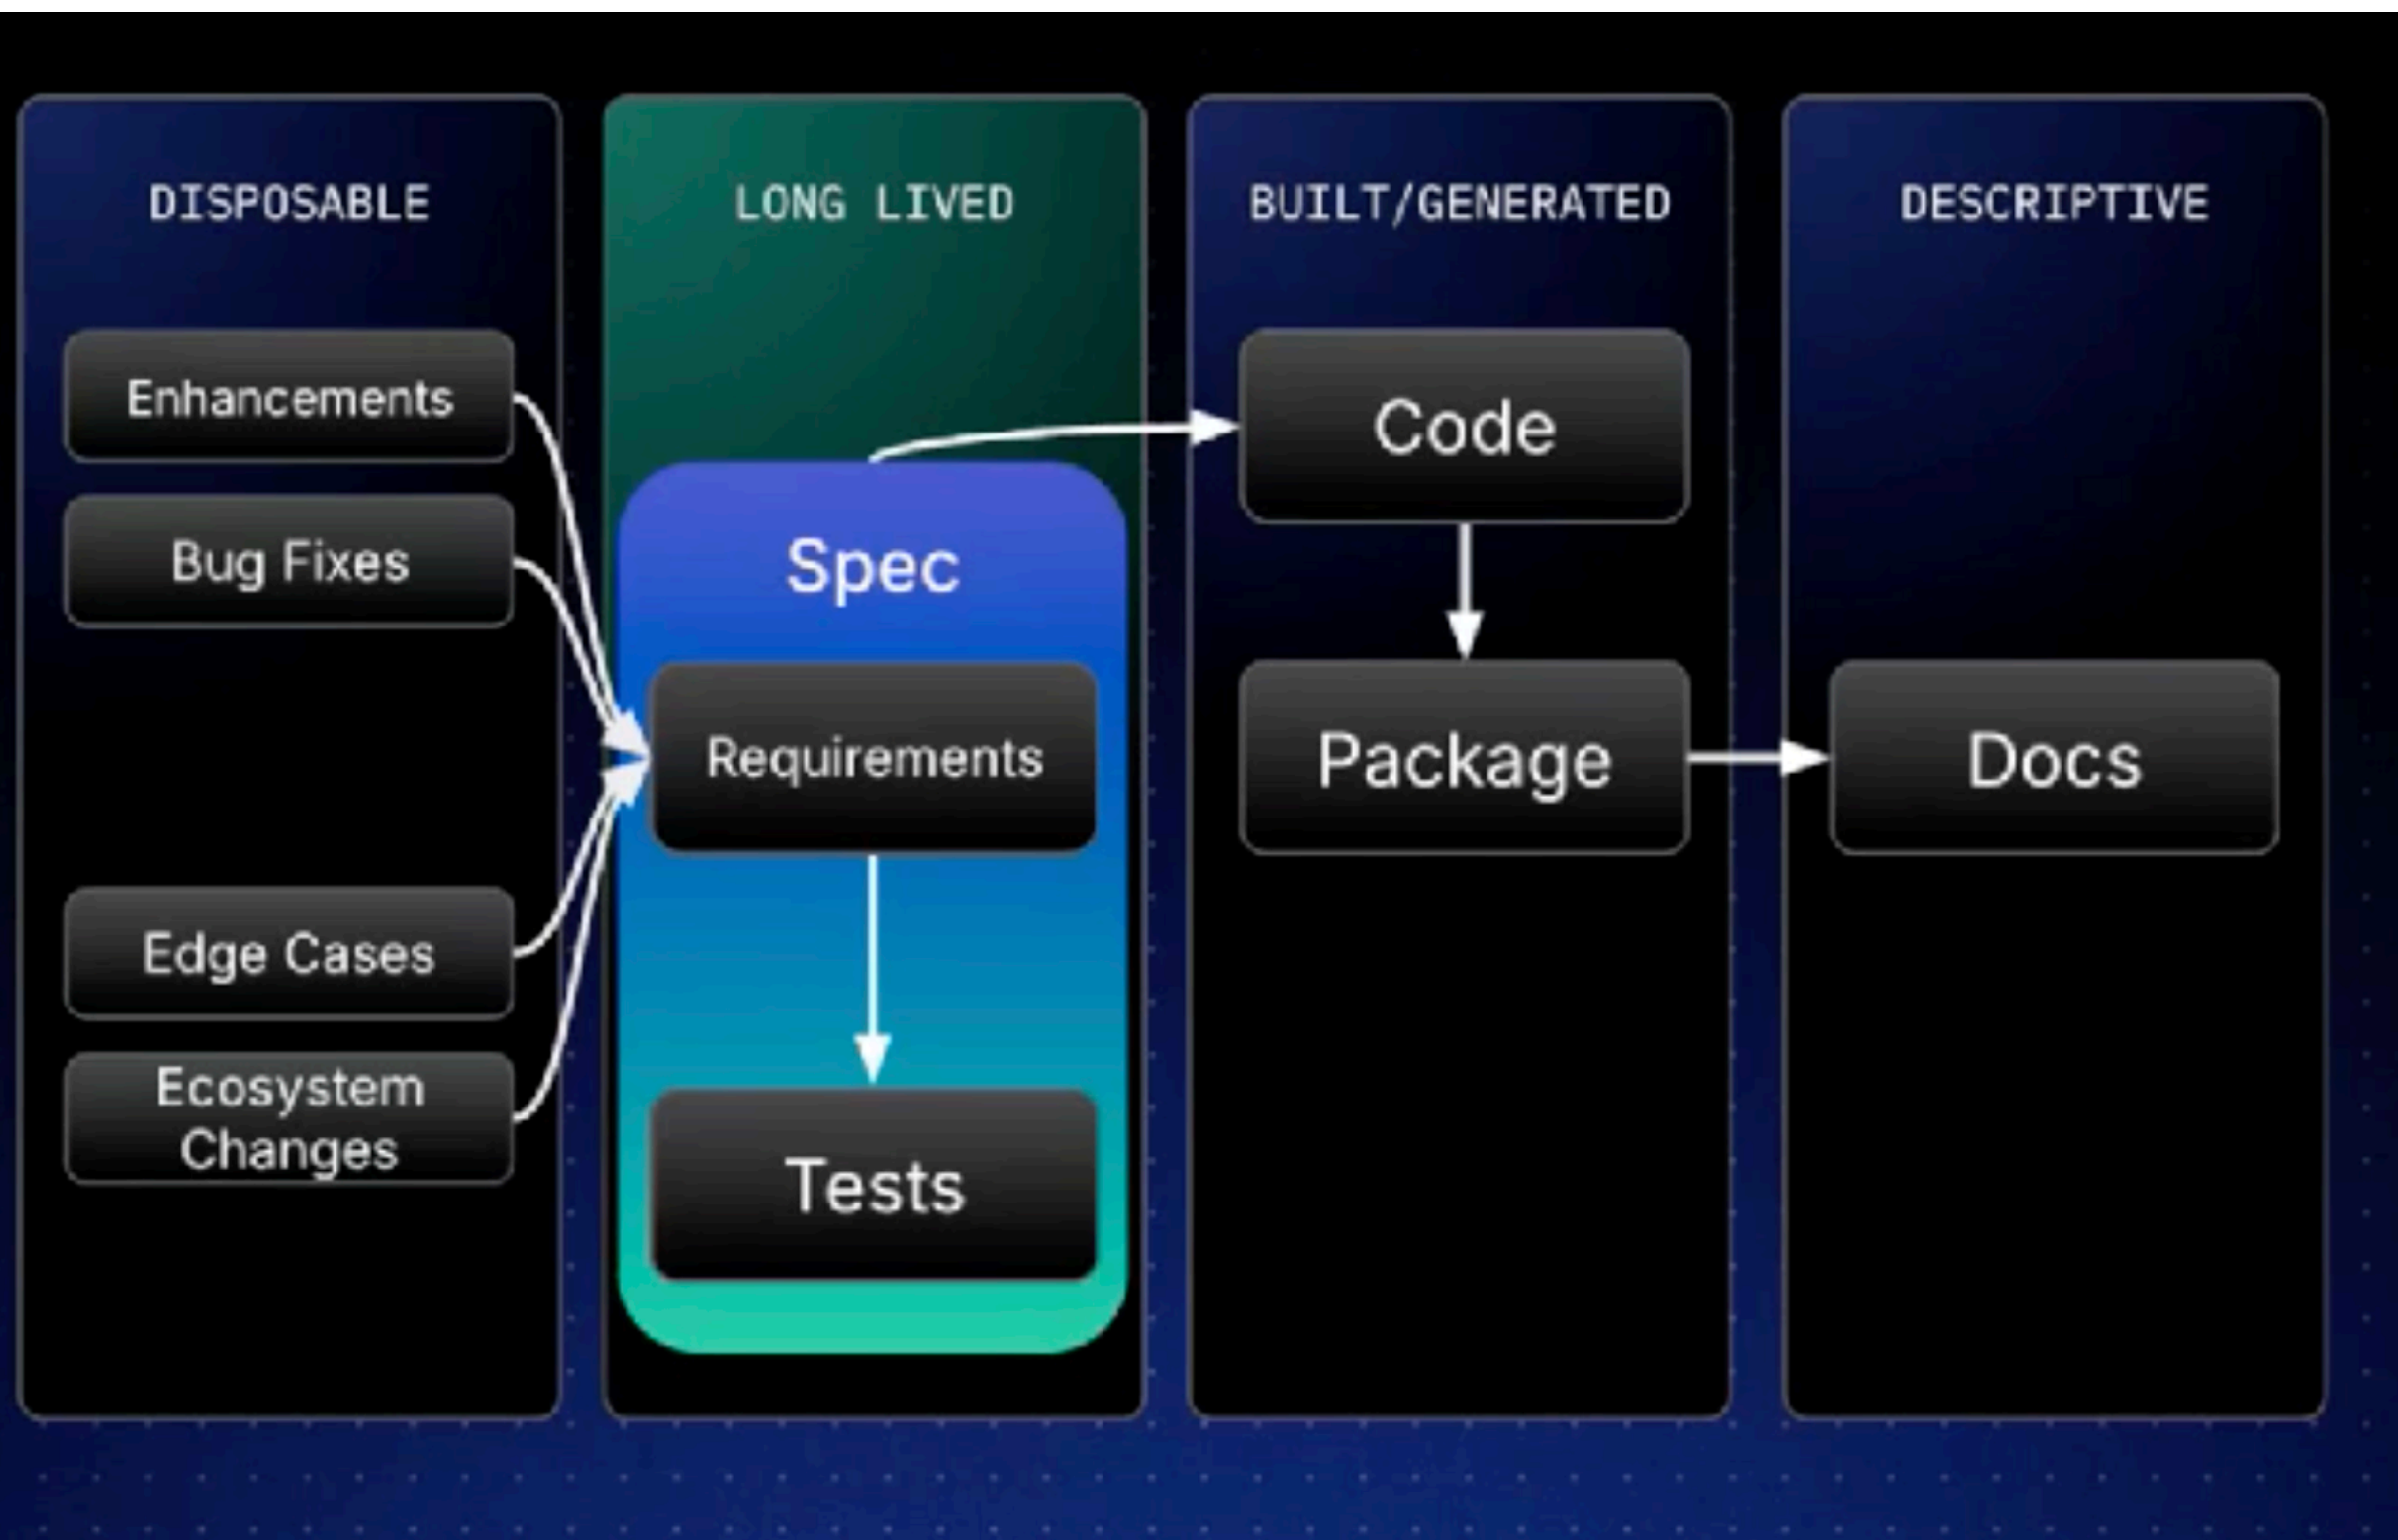 DISPOSABLE
LONG LIVED
BUILT/GENERATED
DESCRIPTIVE
Enhancements
Bug Fixes
Edge Cases
Ecosystem
Changes
Spec
Requirements
Tests
Code
Package
Docs